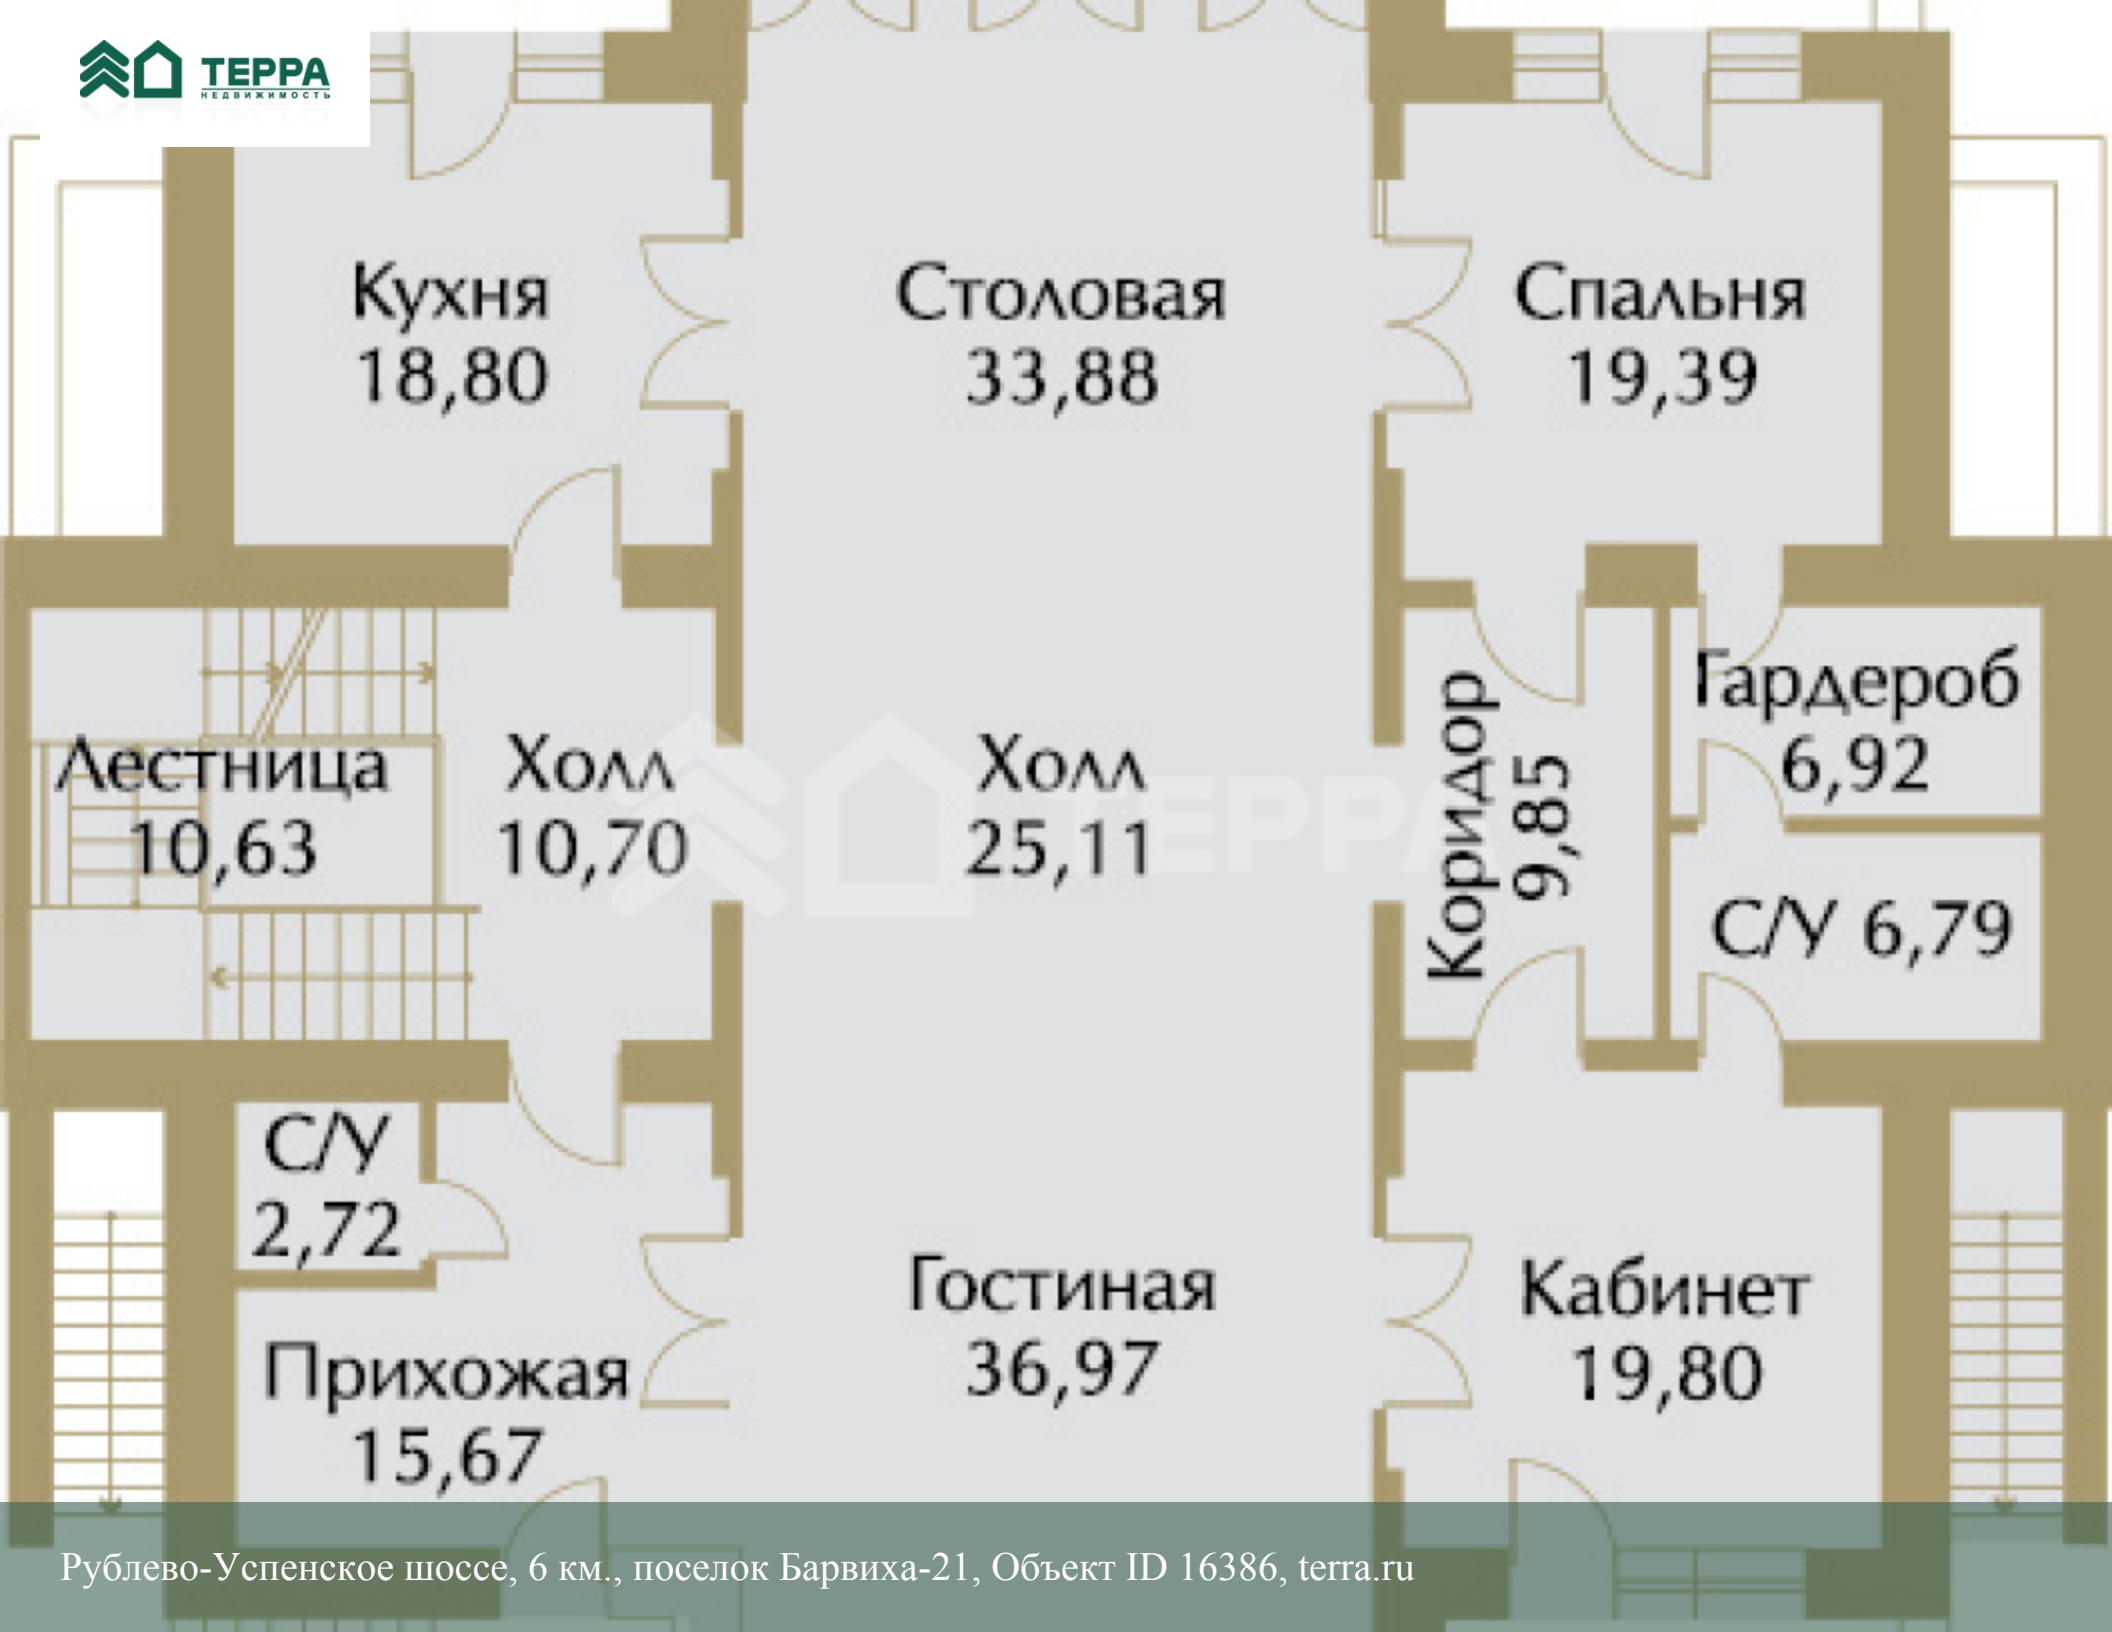 ТЕРРА
НЕДВИЖИМОСТЬ
Кухня
18,80
Столовая
33,88
Спальня
19,39
Лестница
10,63
Холл
10,70
Холл
25,11
ТЕРРА
Коридор
9,85
Гардероб
6,92
С/У 6,79
С/У
2,72
Прихожая
15,67
Гостиная
36,97
Кабинет
19,80
Рублево-Успенское шоссе, 6 км., поселок Барвиха-21, Объект ID 16386, terra.ru